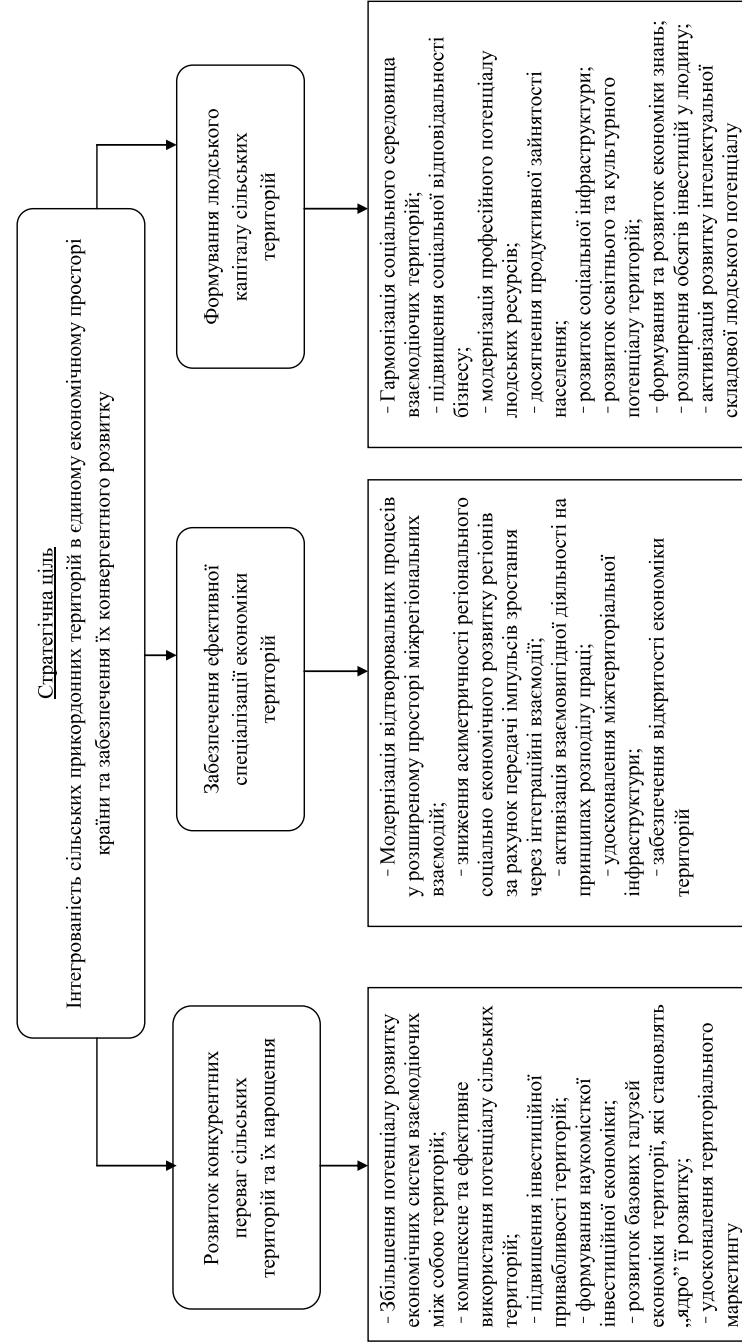 Стратегічна ціль
Інтегрованість сільських прикордонних територій в єдиному економічному просторі
країни та забезпечення їх конвергентного розвитку
Розвиток конкурентних
переваг сільських
територій та їх нарощення
Забезпечення ефективної
спеціалізації економіки
територій
Формування людського
капіталу сільських
територій
- Збільшення потенціалу розвитку
економічних систем взаємодіючих
між собою територій;
- комплексне та ефективне
використання потенціалу сільських
територій;
- підвищення інвестиційної
привабливості територій;
- формування наукомісткої
інвестиційної економіки;
- розвиток базових галузей
економіки території, які становлять
„ядро” її розвитку;
- удосконалення територіального
маркетингу
- Модернізація відтворювальних процесів
у розширеному просторі міжрегіональних
взаємодій;
- зниження асиметричності регіонального
соціально економічного розвитку регіонів
за рахунок передачі імпульсів зростання
через інтеграційні взаємодії;
- активізація взаємовигідної діяльності на
принципах розподілу праці;
- удосконалення міжтериторіальної
інфраструктури;
- забезпечення відкритості економіки
територій
- Гармонізація соціального середовища
взаємодіючих територій;
- підвищення соціальної відповідальності
бізнесу;
- модернізація професійного потенціалу
людських ресурсів;
- досягнення продуктивної зайнятості
населення;
- розвиток соціальної інфраструктури;
- розвиток освітнього та культурного
потенціалу територій;
- формування та розвиток економіки знань;
- розширення обсягів інвестицій у людину;
- активізація розвитку інтелектуальної
складової людського потенціалу